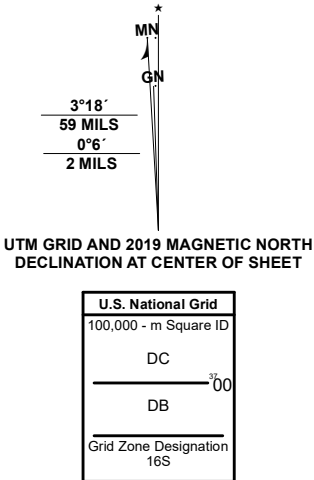 MN
GN
3°18´
59 MILS
0°6´
2 MILS
UTM GRID AND 2019 MAGNETIC NORTH
DECLINATION AT CENTER OF SHEET
U.S. National Grid
100,000 - m Square ID
DC
3700
DB
Grid Zone Designation
16S